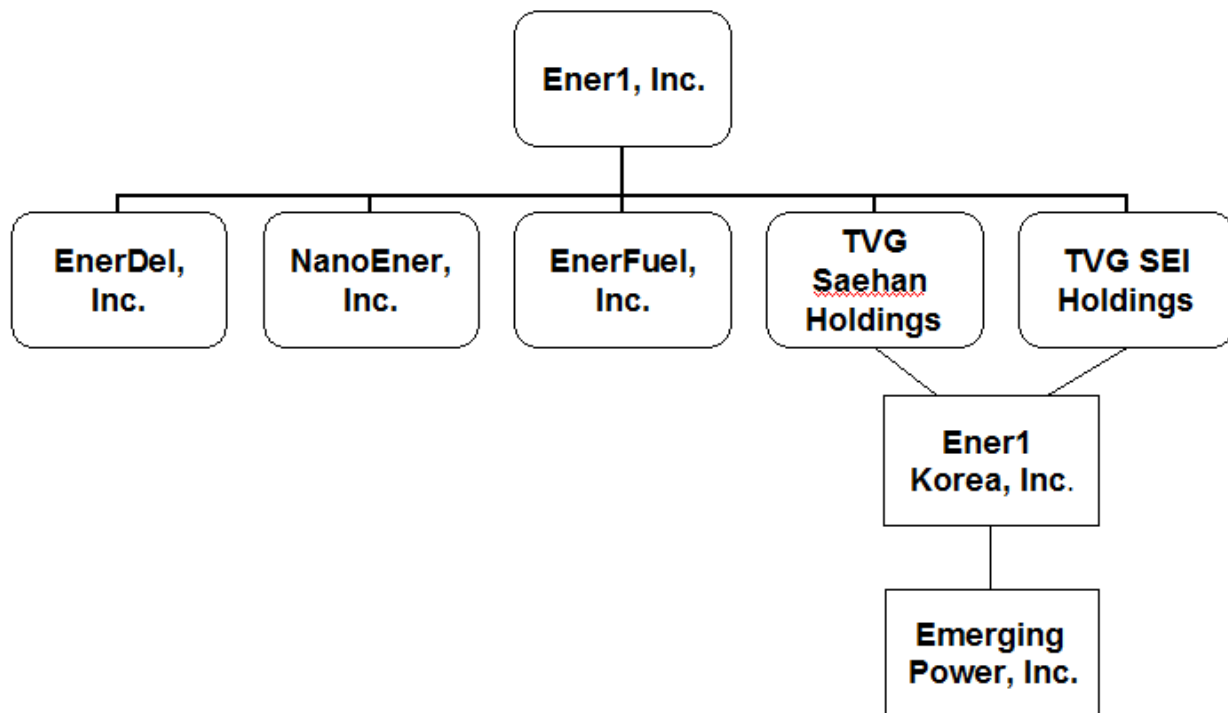 Ener1, Inc.
EnerDel,
Inc.
NanoEner,
Inc.
EnerFuel,
Inc.
TVG
Saehan
Holdings
TVG SEI
Holdings
Ener1
Korea, Inc.
Emerging
Power, Inc.